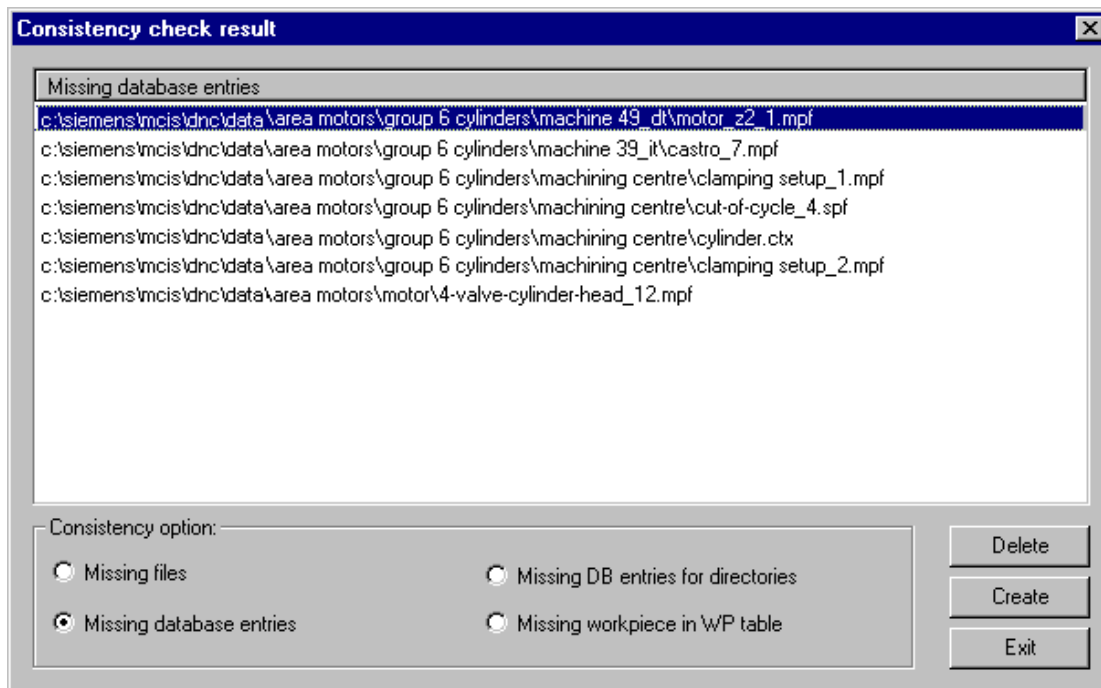 Consistency check result
Missing database entries
c:\siemens\mcis\dnc\data\area motors\group 6 cylinders\machine 49_dt\motor_z2_1.mpf
c:\siemens\mcis\dnc\data\area motors\group 6 cylinders\machine 39_it\castro_7.mpf
c:\siemens\mcis\dnc\data\area motors\group 6 cylinders\machining centre\clamping setup_1.mpf
c:\siemens\mcis\dnc\data\area motors\group 6 cylinders\machining centre\cut-of-cycle_4.spf
c:\siemens\mcis\dnc\data\area motors\group 6 cylinders\machining centre\cylinder.ctx
c:\siemens\mcis\dnc\data\area motors\group 6 cylinders\machining centre\clamping setup_2.mpf
c:\siemens\mcis\dnc\data\area motors\motor\4-valve-cylinder-head_12.mpf
Consistency option:
Missing files
Missing DB entries for directories
Missing database entries
Missing workpiece in WP table
Delete
Create
Exit